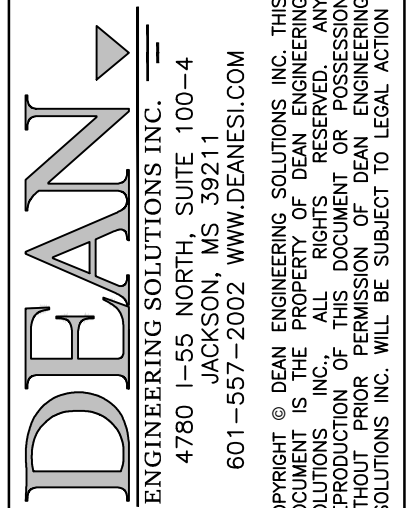 DEAN
ENGINEERING SOLUTIONS INC.
4780 I-55 NORTH, SUITE 100-4
JACKSON, MS 39211
601-557-2002 WWW.DEANESI.COM
OPYRIGHT © DEAN ENGINEERING SOLUTIONS INC. THIS
OCUMENT IS THE PROPERTY OF DEAN ENGINEERING
OLUTIONS INC., ALL RIGHTS RESERVED. ANY
EPRODUCTION OF THIS DOCUMENT OR POSSESSION
THOUT PRIOR PERMISSION OF DEAN ENGINEERING
SOLUTIONS INC. WILL BE SUBJECT TO LEGAL ACTION